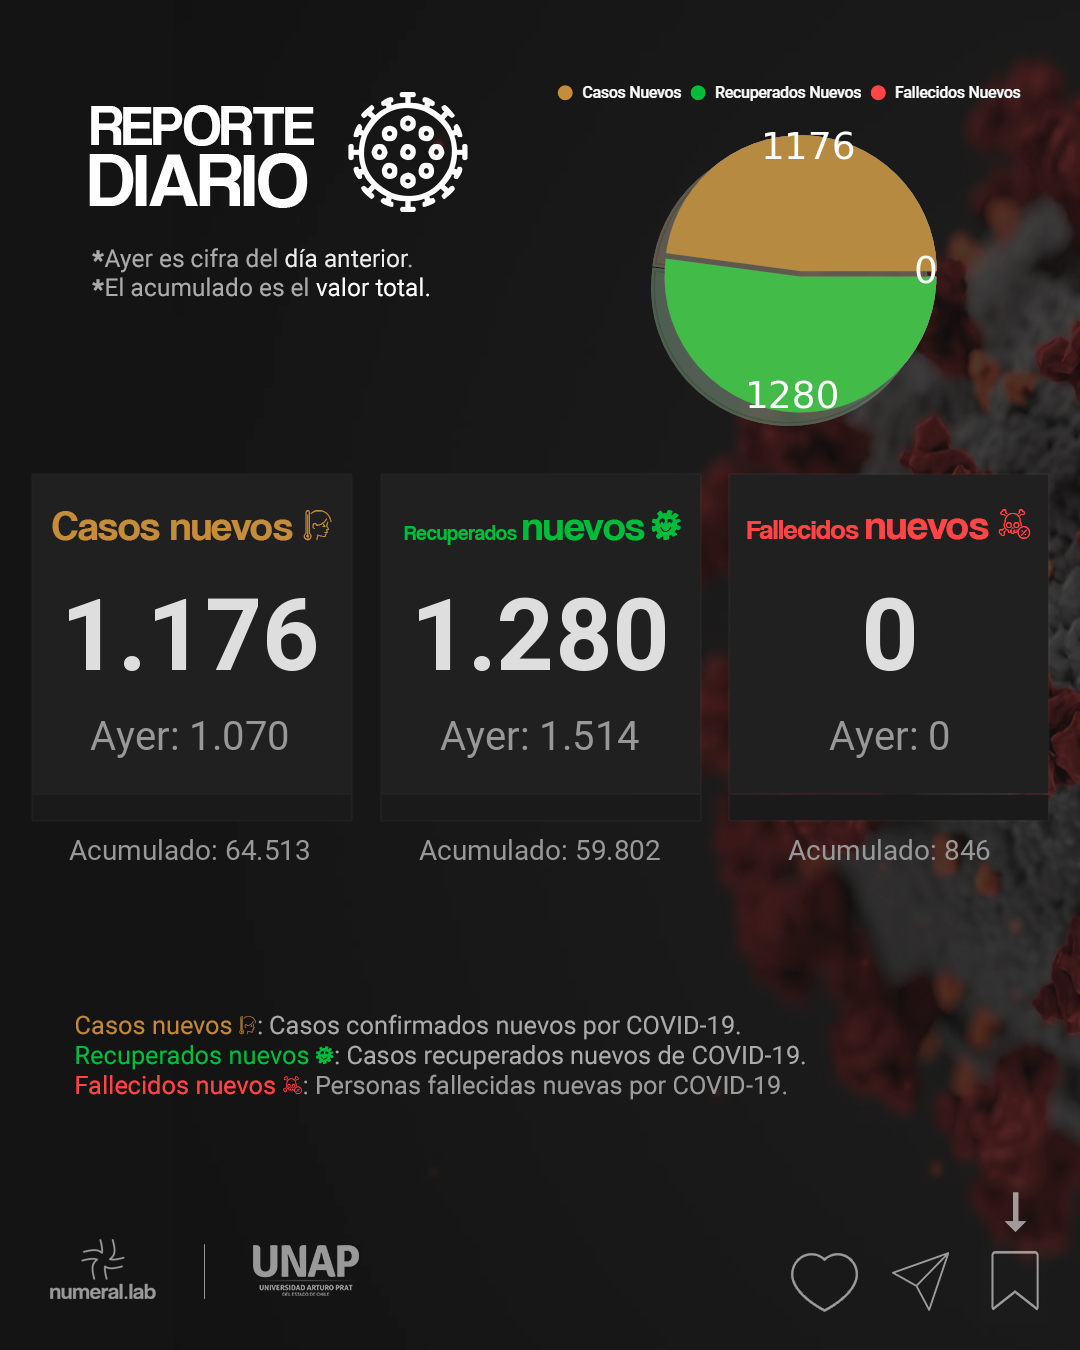 REPORTE
DIARIO
*Ayer es cifra del día anterior.
*El acumulado es el valor total.
Casos Nuevos Recuperados Nuevos Fallecidos Nuevos
1176
0
1280
Casos nuevos
1.176
Ayer: 1.070
Acumulado: 64.513
Recuperados nuevos
1.280
Ayer: 1.514
Acumulado: 59.802
Fallecidos nuevos
0
Ayer: 0
Acumulado: 846
Casos nuevos : Casos confirmados nuevos por COVID-19.
Recuperados nuevos : Casos recuperados nuevos de COVID-19.
Fallecidos nuevos : Personas fallecidas nuevas por COVID-19.
numeral.lab
UNAP
UNIVERSIDAD ARTURO PRAT
DEL ESTADO DE CHILE